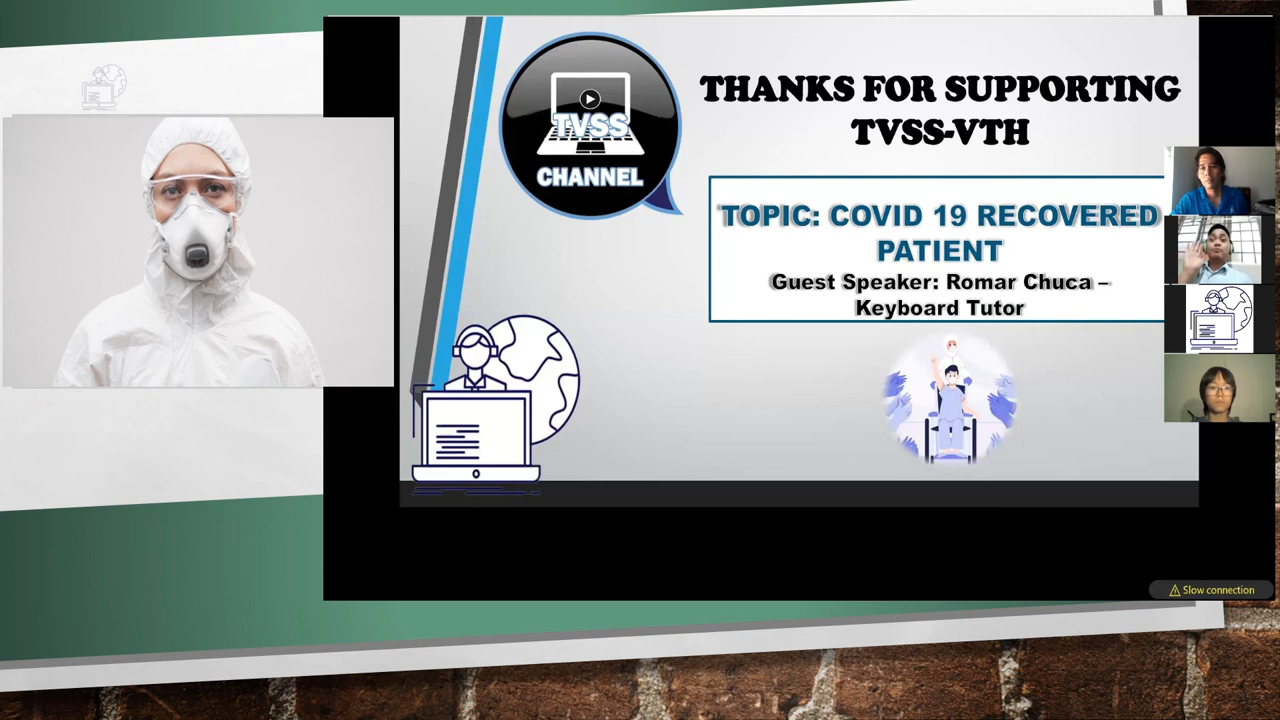 TVSS
CHANNEL
THANKS FOR SUPPORTING
TVSS-VTH
TOPIC: COVID 19 RECOVERED
PATIENT
Guest Speaker: Romar Chuca –
Keyboard Tutor
Slow connection